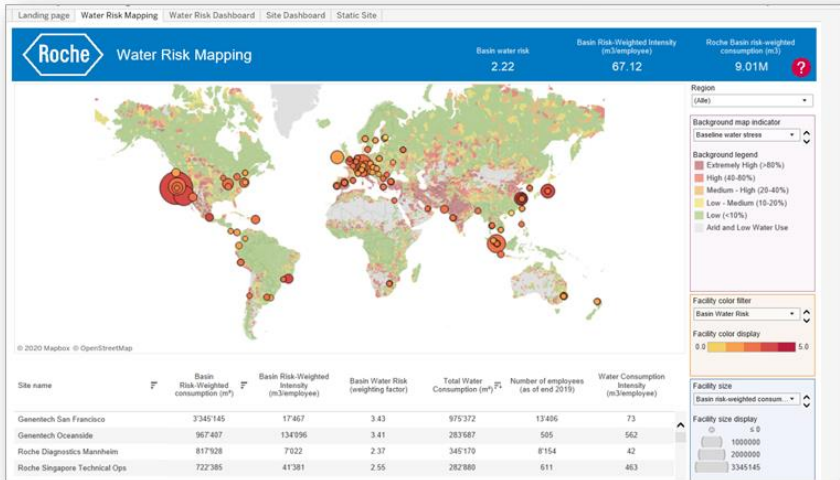 Landing page Water Risk Mapping Water Risk Dashboard Site Dashboard Static Site
Roche
Water Risk Mapping
Basin water risk
2.22
Basin Risk-Weighted Intensity
(m3/employee)
67.12
Roche Basin risk-weighted
consumption (m3)
9.01M
?
Region
(Alle)
Background map indicator
Baseline water stress
Background legend
Extremely High (>80%)
High (40-80%)
Medium - High (20-40%)
Low - Medium (10-20%)
Low (<10%)
Arid and Low Water Use
Facility color filter
Basin Water Risk
Facility color display
0.0 5.0
© 2020 Mapbox © OpenStreetMap
Facility size
Basin risk-weighted consum...
Facility size display
≤ 0
1000000
2000000
3345145
Site name
Basin
Risk-Weighted
consumption (m³)
Basin Risk-Weighted
Intensity
(m3/employee)
Basin Water Risk
(weighting factor)
Total Water
Consumption (m³)
Number of employees
(as of end 2019)
Water Consumption
Intensity
(m3/employee)
Genentech San Francisco 3'345'145 17'467 3.43 975'372 13'406 73
Genentech Oceanside 967'407 134'096 3.41 283'687 505 562
Roche Diagnostics Mannheim 817'928 7'022 2.37 345'170 8'154 42
Roche Singapore Technical Ops 722'385 41'381 2.55 282'880 611 463